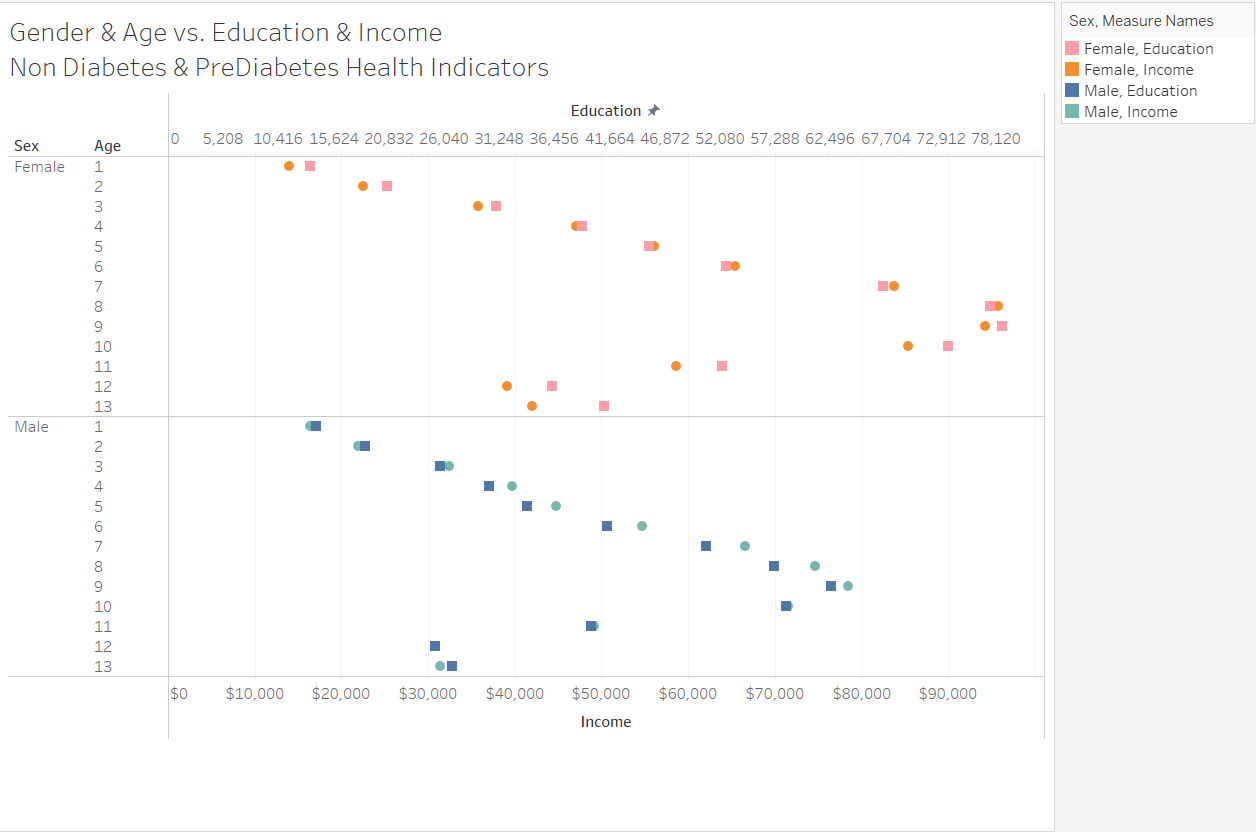 Gender & Age vs. Education & Income
Non Diabetes & PreDiabetes Health Indicators
Education
0 5,208 10,416 15,624 20,832 26,040 31,248 36,456 41,664 46,872 52,080 57,288 62,496 67,704 72,912 78,120
Sex Age
Female 1
2
3
4
5
6
7
8
9
10
11
12
13
Male 1
2
3
4
5
6
7
8
9
10
11
12
13
$0 $10,000 $20,000 $30,000 $40,000 $50,000 $60,000 $70,000 $80,000 $90,000
Income
Sex, Measure Names
Female, Education
Female, Income
Male, Education
Male, Income